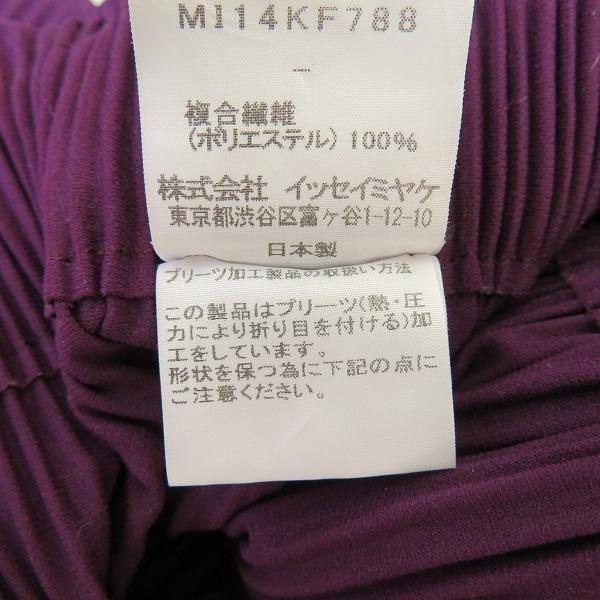 MI14KF788
—
複合繊維
(ポリエステル) 100%
株式会社 イッセイミヤケ
東京都渋谷区富ヶ谷1-12-10
日本製
プリーツ加工製品の取扱い方法
この製品はプリーツ(熱・圧
力により折り目を付ける)加
工をしています。
形状を保つ為に下記の点に
ご注意ください。